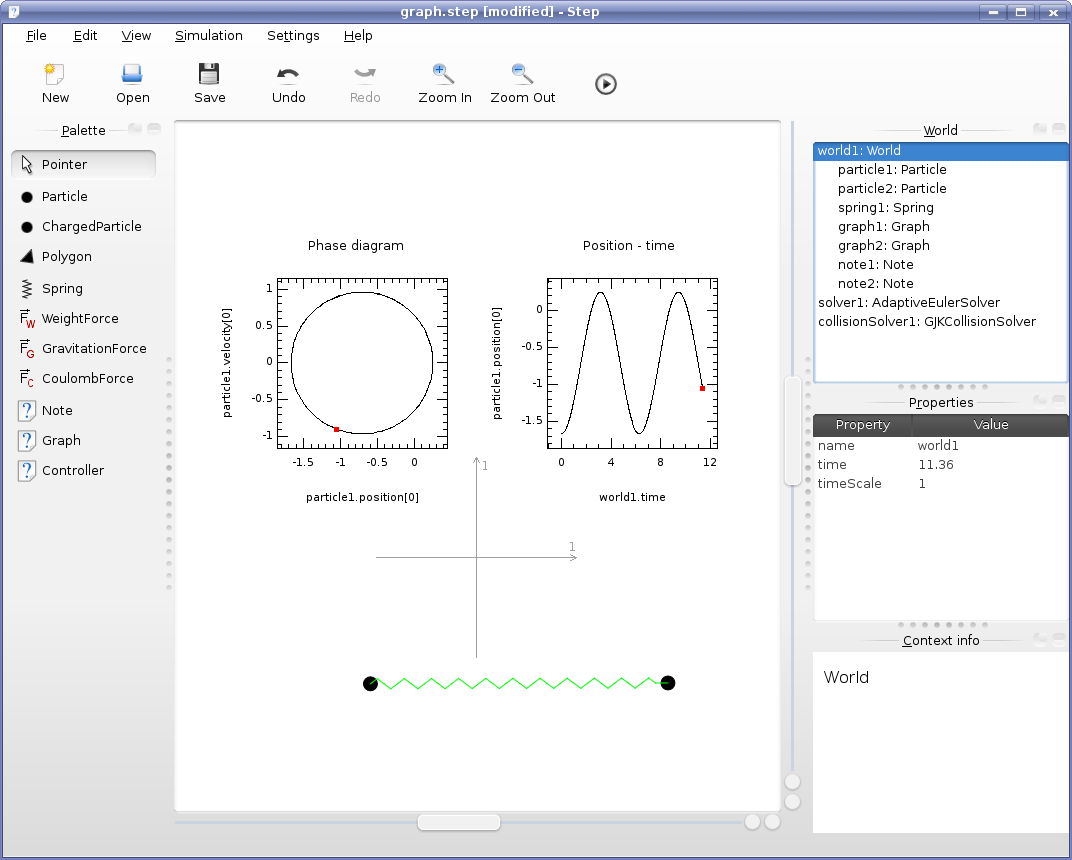 graph.step [modified] - Step
File Edit View Simulation Settings Help
New Open Save Undo Redo Zoom In Zoom Out
Palette
Pointer
Particle
ChargedParticle
Polygon
Spring
WeightForce
GravitationForce
CoulombForce
Note
Graph
Controller
Phase diagram
particle1.velocity[0]
1
0.5
0
-0.5
-1
-1.5 -1 -0.5 0
particle1.position[0]
Position - time
particle1.position[0]
0
-0.5
-1
-1.5
0 4 8 12
world1.time
1
1
World
world1: World
particle1: Particle
particle2: Particle
spring1: Spring
graph1: Graph
graph2: Graph
note1: Note
note2: Note
solver1: AdaptiveEulerSolver
collisionSolver1: GJKCollisionSolver
Properties
Property Value
name world1
time 11.36
timeScale 1
Context info
World